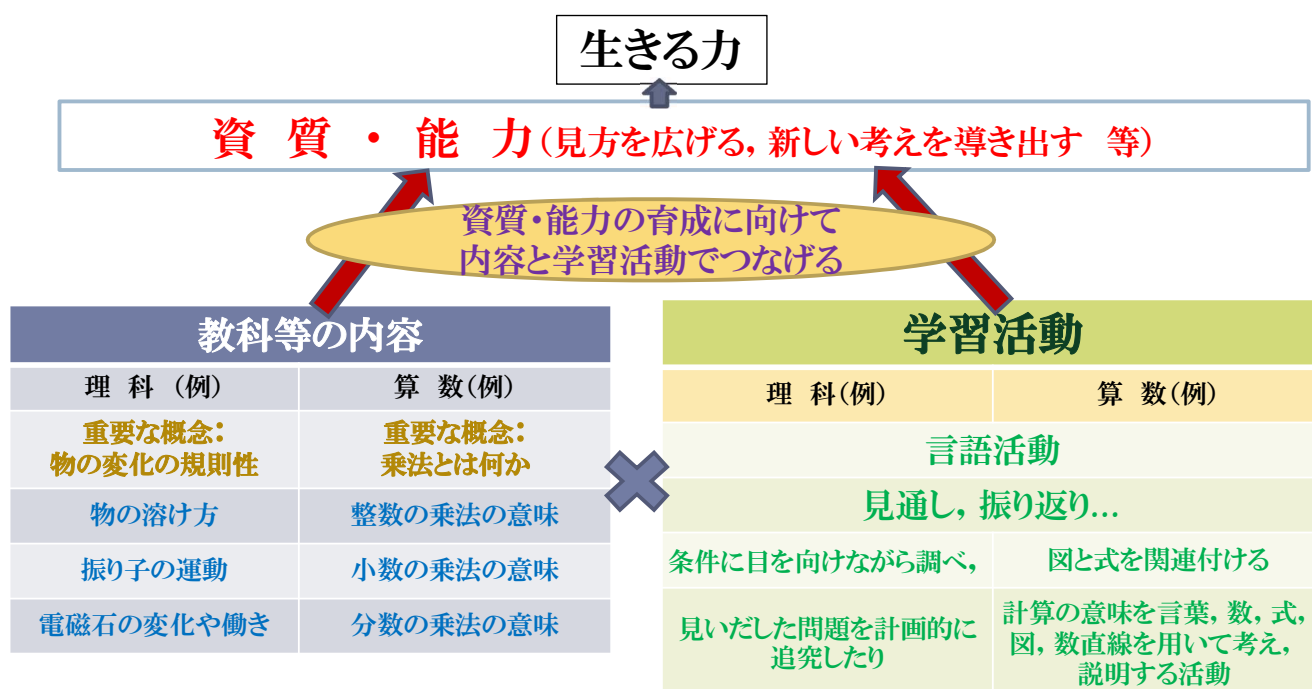 生きる力
資 質 ・ 能 力(見方を広げる, 新しい考えを導き出す 等)
資質・能力の育成に向けて
内容と学習活動でつなげる
教科等の内容
理 科 (例)
算 数(例)
重要な概念:
物の変化の規則性
重要な概念:
乗法とは何か
物の溶け方
整数の乗法の意味
振り子の運動
小数の乗法の意味
電磁石の変化や働き
分数の乗法の意味
学習活動
理 科(例)
算 数(例)
言語活動
見通し, 振り返り…
条件に目を向けながら調べ,
図と式を関連付ける
見いだした問題を計画的に
追究したり
計算の意味を言葉, 数, 式,
図, 数直線を用いて考え,
説明する活動